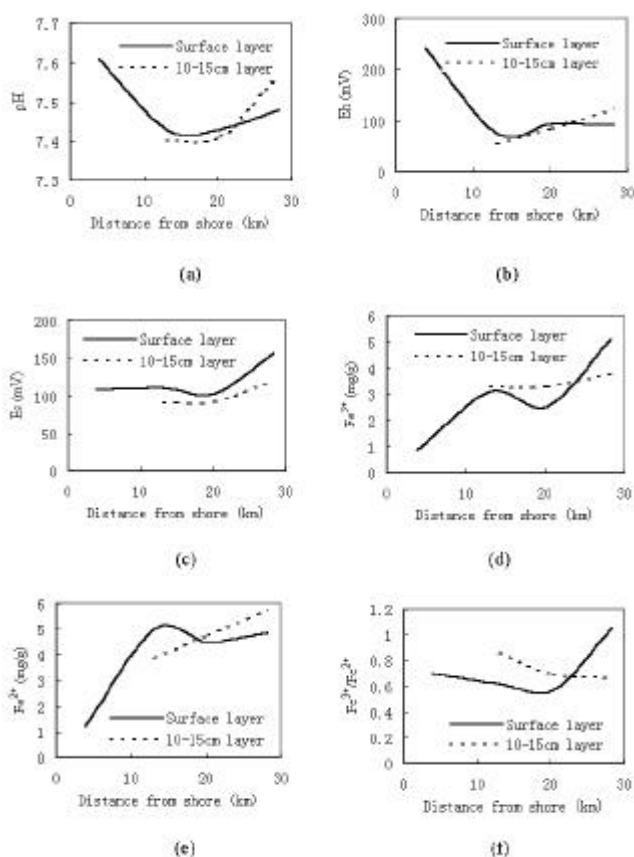 7.7
7.6
7.5
7.4
7.3
pH
Surface layer
10-15cm layer
0 10 20 30
Distance from shore (km)
(a)
300
200
100
0
Eh (mV)
Surface layer
10-15cm layer
0 10 20 30
Distance from shore (km)
(b)
200
150
100
50
0
Es (mV)
Surface layer
10-15cm layer
0 10 20 30
Distance from shore (km)
(c)
6
5
4
3
2
1
0
Fe³⁺ (mg/g)
Surface layer
10-15cm layer
0 10 20 30
Distance from shore (km)
(d)
6
5
4
3
2
1
0
Fe²⁺ (mg/g)
Surface layer
10-15cm layer
0 10 20 30
Distance from shore (km)
(e)
1.2
1
0.8
0.6
0.4
0.2
0
Fe³⁺/Fe²⁺
Surface layer
10-15cm layer
0 10 20 30
Distance from shore (km)
(f)